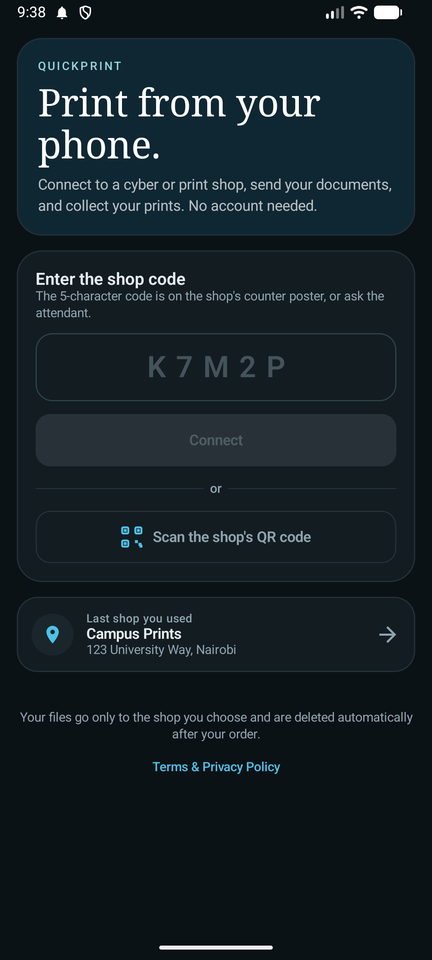 9:38
QUICKPRINT
Print from your
phone.
Connect to a cyber or print shop, send your documents,
and collect your prints. No account needed.
Enter the shop code
The 5-character code is on the shop's counter poster, or ask the
attendant.
K7M2P
Connect
or
Scan the shop's QR code
Last shop you used
Campus Prints
123 University Way, Nairobi
Your files go only to the shop you choose and are deleted automatically
after your order.
Terms & Privacy Policy